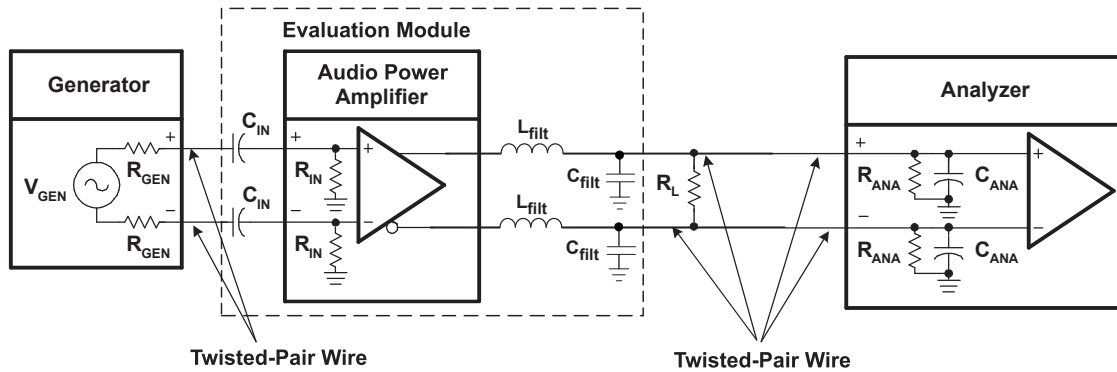 Evaluation Module
Generator
Audio Power
Amplifier
Analyzer
C_IN
L_filt
+
+
+
+
+
R_GEN
R_IN
C_filt
R_L
R_ANA
C_ANA
V_GEN
C_IN
−
−
L_filt
−
−
−
R_GEN
R_IN
C_filt
R_ANA
C_ANA
Twisted-Pair Wire
Twisted-Pair Wire